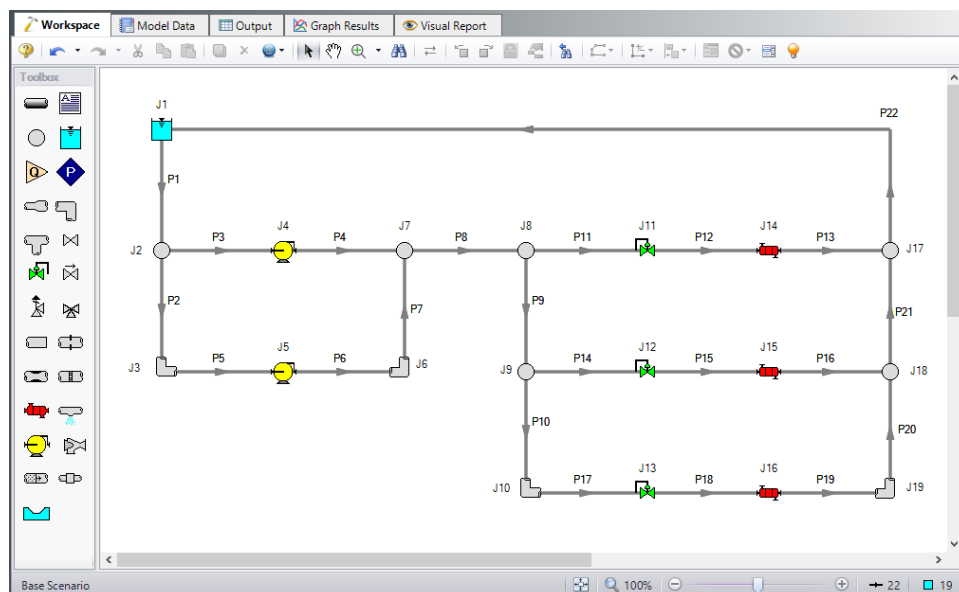 Workspace Model Data Output Graph Results Visual Report
Toolbox
A
Q P
J1 P22
P1
J2 P3 J4 P4 J7 P8 J8 P11 J11 P12 J14 P13 J17
P2 P7 P9 P21
J3 P5 J5 P6 J6 J9 P14 J12 P15 J15 P16 J18
P10 P20
J10 P17 J13 P18 J16 P19 J19
Base Scenario 100% 22 19